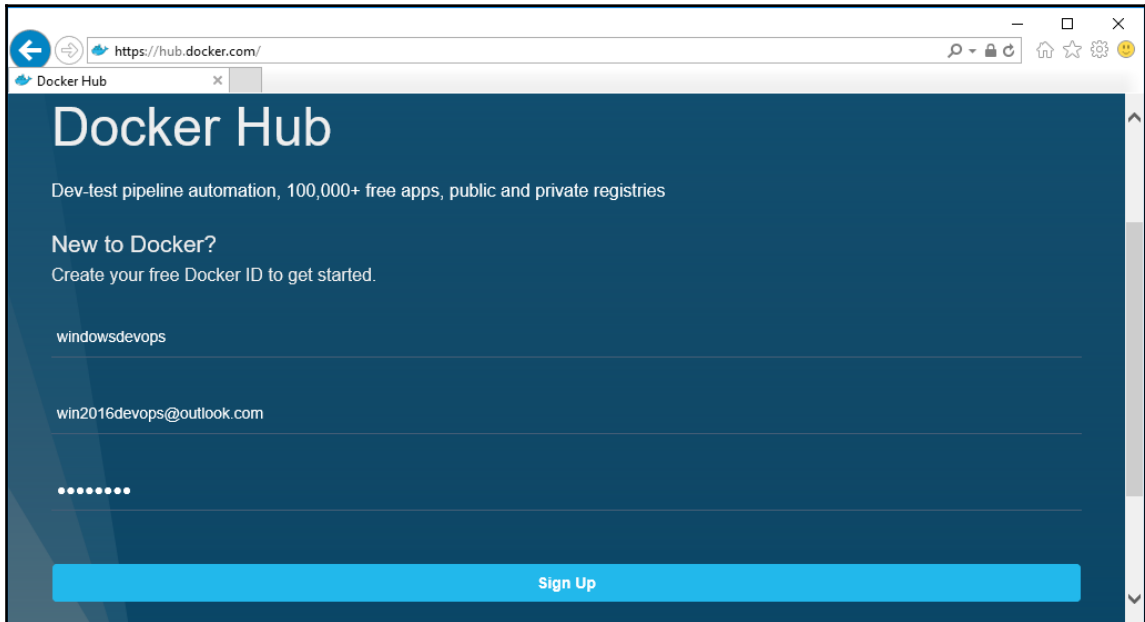 https://hub.docker.com/
Docker Hub
Docker Hub
Dev-test pipeline automation, 100,000+ free apps, public and private registries
New to Docker?
Create your free Docker ID to get started.
windowsdevops
win2016devops@outlook.com
••••••••
Sign Up